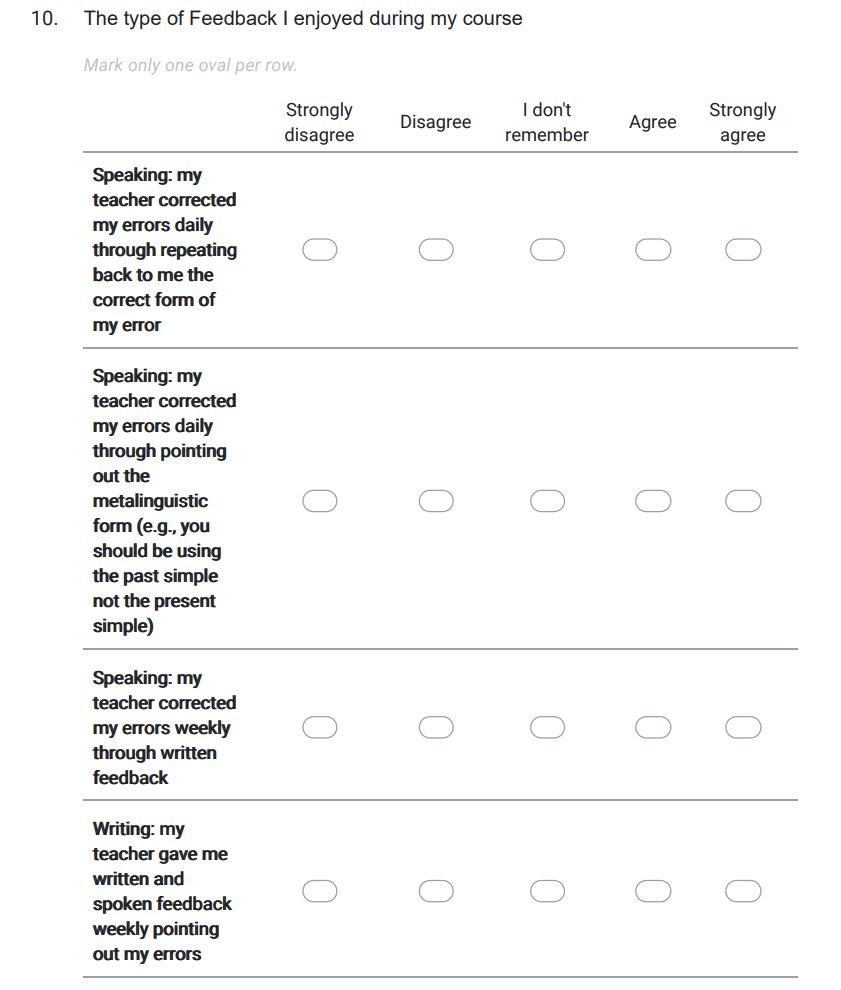 10. The type of Feedback I enjoyed during my course
Mark only one oval per row.
Strongly disagree
Disagree
I don't remember
Agree
Strongly agree
Speaking: my
teacher corrected
my errors daily
through repeating
back to me the
correct form of
my error
Speaking: my
teacher corrected
my errors daily
through pointing
out the
metalinguistic
form (e.g., you
should be using
the past simple
not the present
simple)
Speaking: my
teacher corrected
my errors weekly
through written
feedback
Writing: my
teacher gave me
written and
spoken feedback
weekly pointing
out my errors